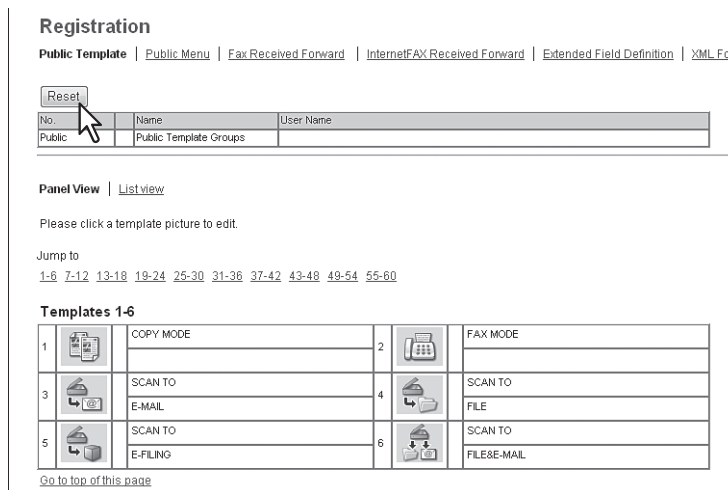 Registration
Public Template | Public Menu | Fax Received Forward | InternetFAX Received Forward | Extended Field Definition | XML Fo
Reset
No. Name User Name
Public Public Template Groups
Panel View | List view
Please click a template picture to edit.
Jump to
1-6 7-12 13-18 19-24 25-30 31-36 37-42 43-48 49-54 55-60
Templates 1-6
1 COPY MODE 2 FAX MODE
3 SCAN TO 4 SCAN TO
E-MAIL FILE
5 SCAN TO 6 SCAN TO
E-FILING FILE&E-MAIL
Go to top of this page